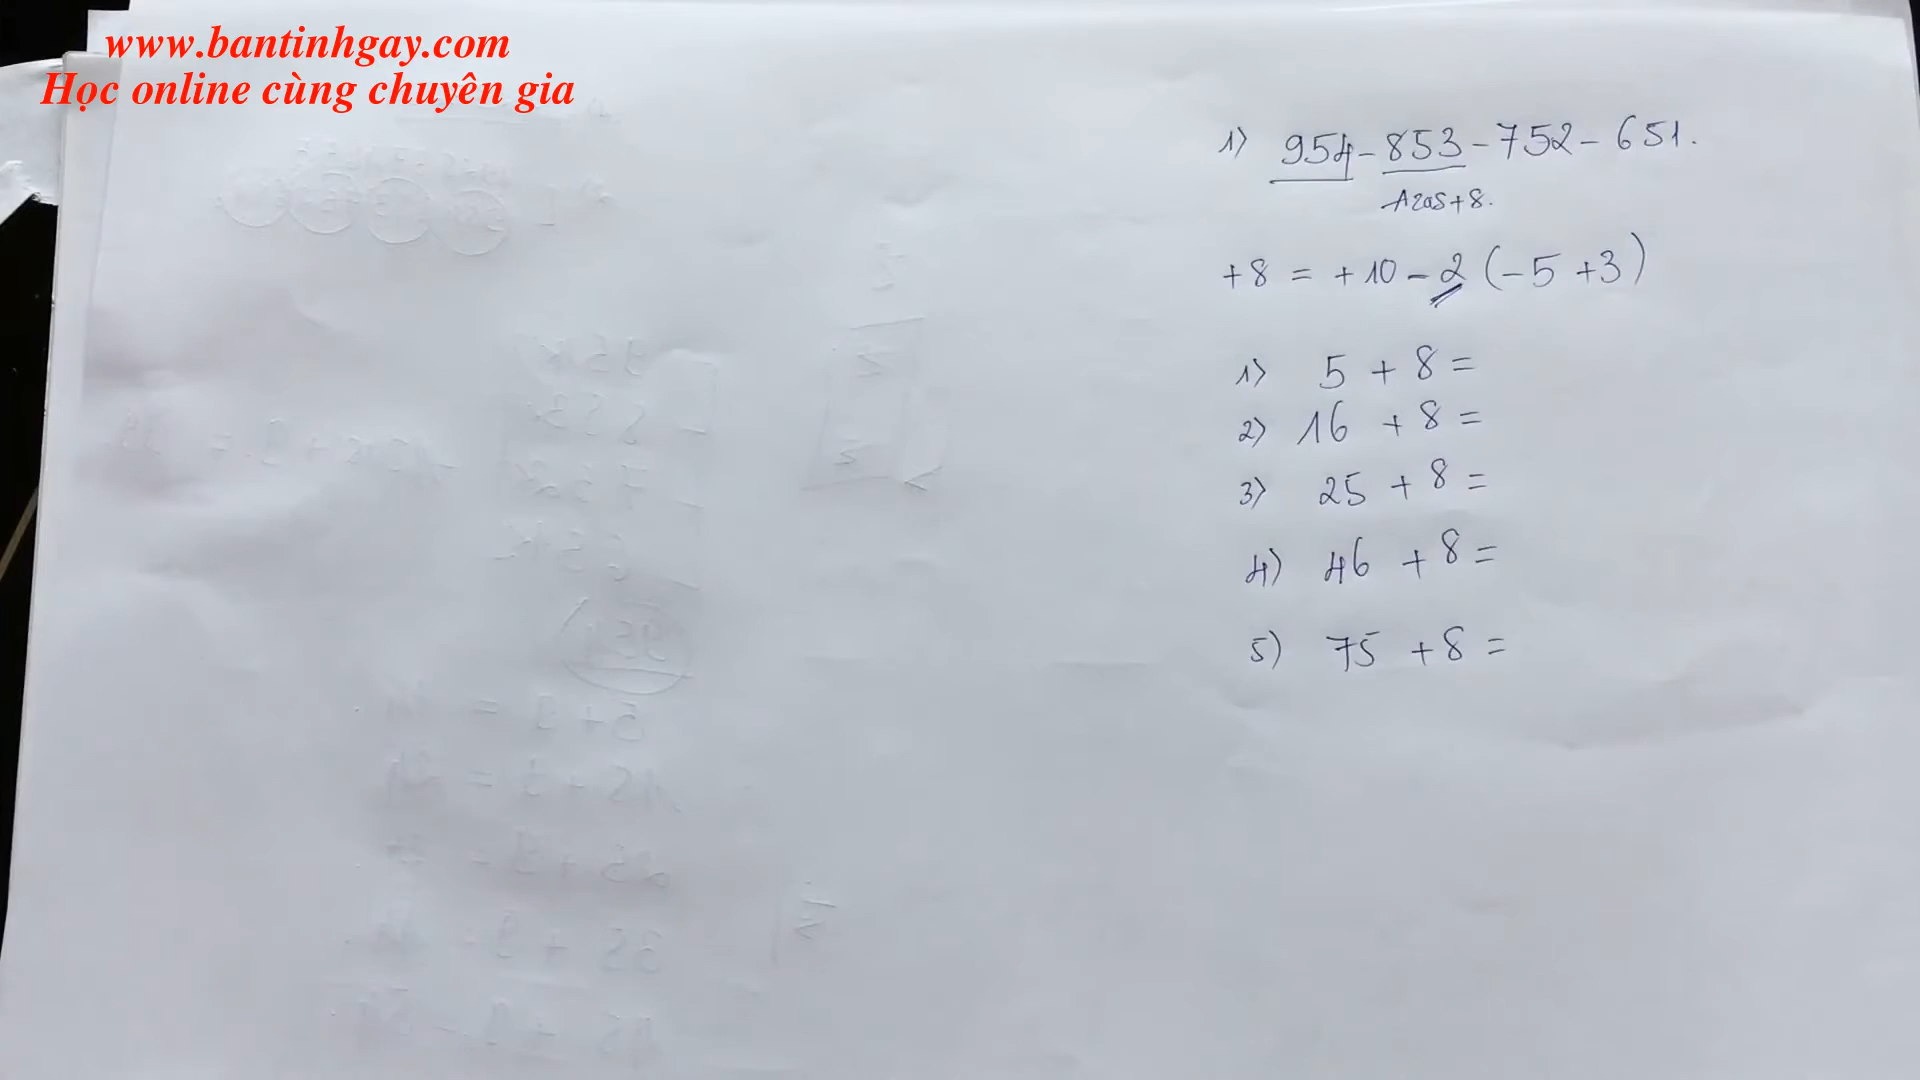 www.bantinhgay.com
Học online cùng chuyên gia
1) 954 - 853 - 752 - 651.
+8 = +10 - 2 (-5 +3)
1) 5 + 8 =
2) 16 + 8 =
3) 25 + 8 =
4) 46 + 8 =
5) 75 + 8 =